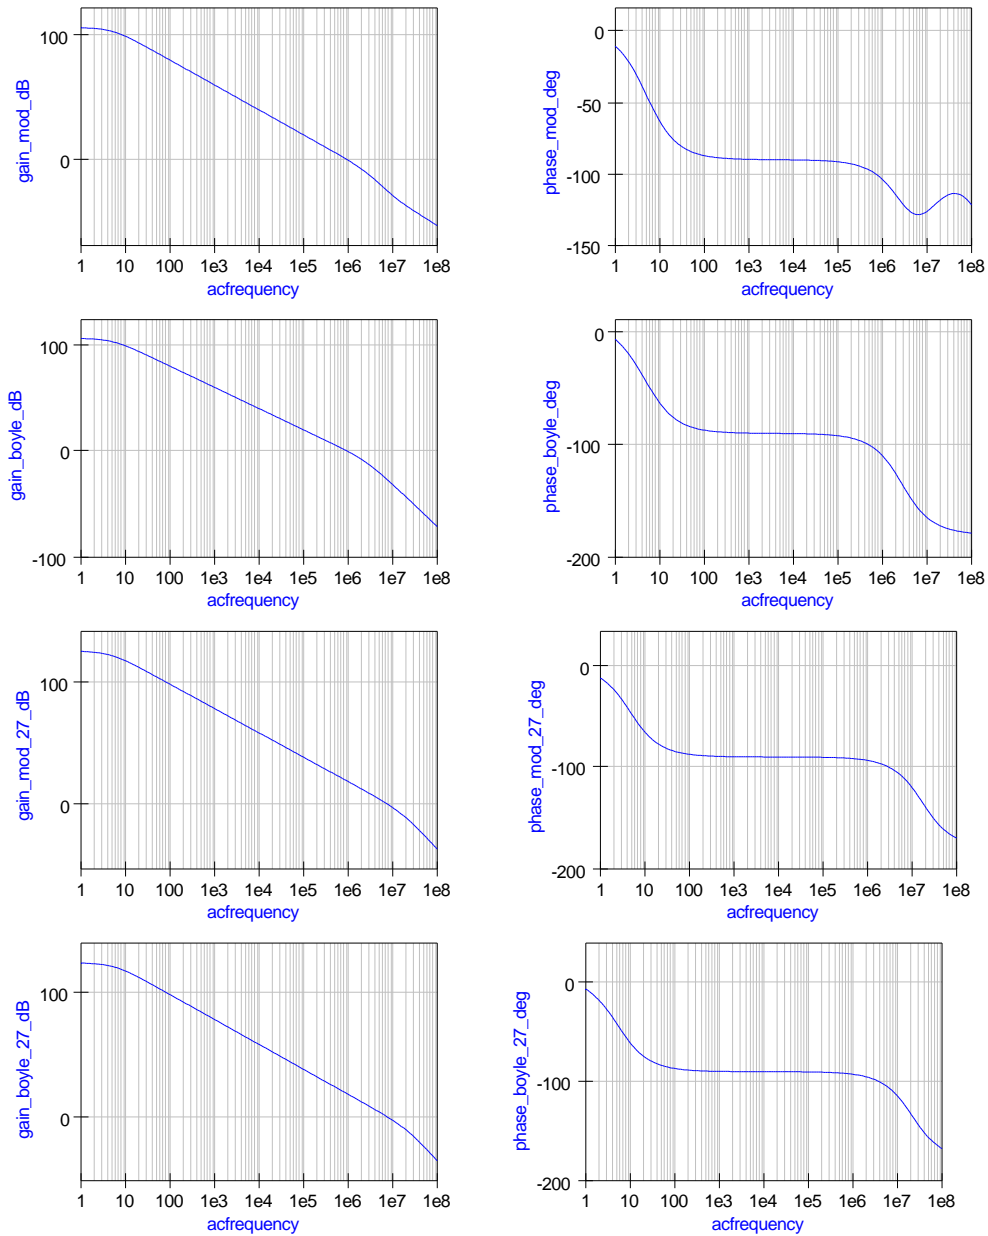 gain_mod_dB
100
0
1 10 100 1e3 1e4 1e5 1e6 1e7 1e8
acfrequency
phase_mod_deg
0
-50
-100
-150
1 10 100 1e3 1e4 1e5 1e6 1e7 1e8
acfrequency
gain_boyle_dB
100
0
-100
1 10 100 1e3 1e4 1e5 1e6 1e7 1e8
acfrequency
phase_boyle_deg
0
-100
-200
1 10 100 1e3 1e4 1e5 1e6 1e7 1e8
acfrequency
gain_mod_27_dB
100
0
1 10 100 1e3 1e4 1e5 1e6 1e7 1e8
acfrequency
phase_mod_27_deg
0
-100
-200
1 10 100 1e3 1e4 1e5 1e6 1e7 1e8
acfrequency
gain_boyle_27_dB
100
0
1 10 100 1e3 1e4 1e5 1e6 1e7 1e8
acfrequency
phase_boyle_27_deg
0
-100
-200
1 10 100 1e3 1e4 1e5 1e6 1e7 1e8
acfrequency